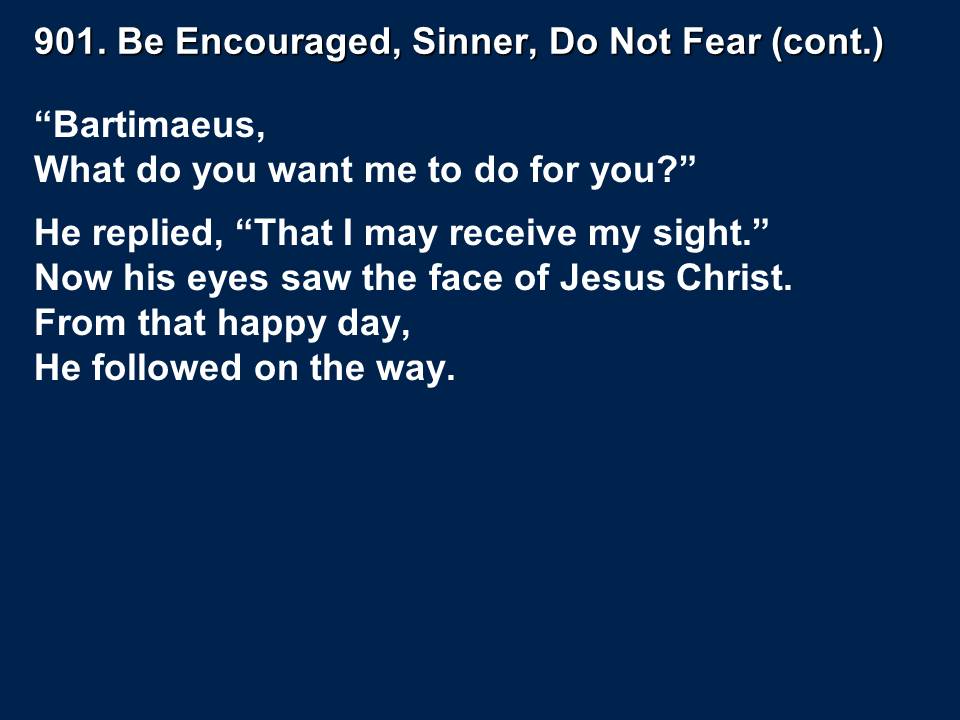 901. Be Encouraged, Sinner, Do Not Fear (cont.)
“Bartimaeus,
What do you want me to do for you?”
He replied, “That I may receive my sight.”
Now his eyes saw the face of Jesus Christ.
From that happy day,
He followed on the way.